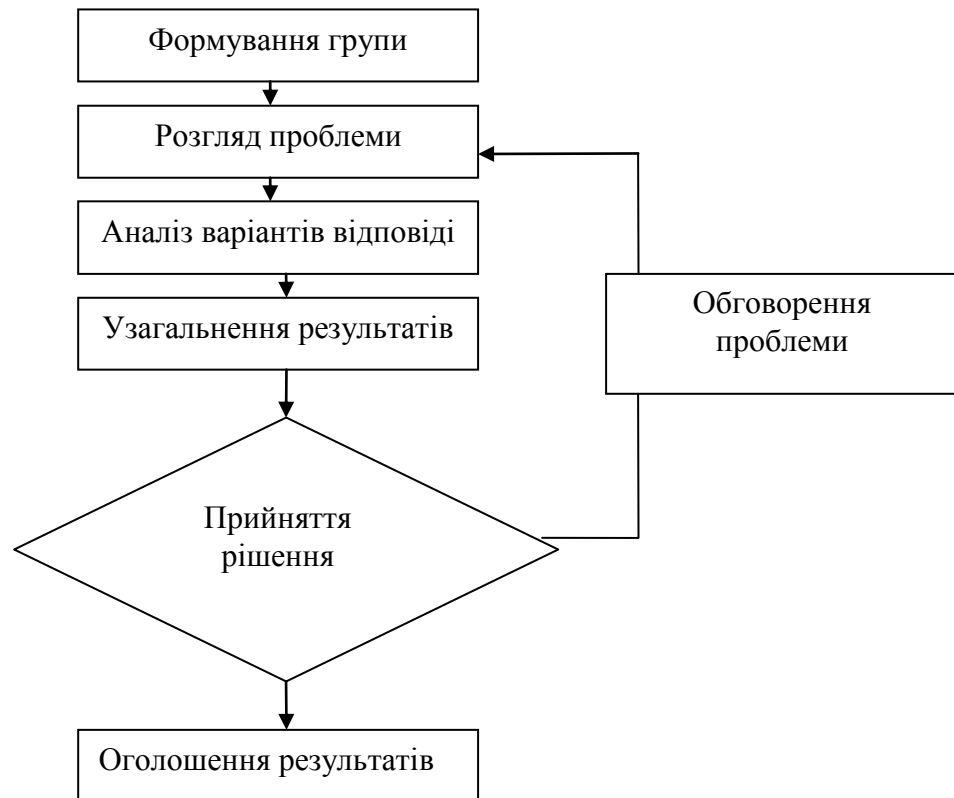 Формування групи
Розгляд проблеми
Аналіз варіантів відповіді
Узагальнення результатів
Обговорення
проблеми
Прийняття
рішення
Оголошення результатів